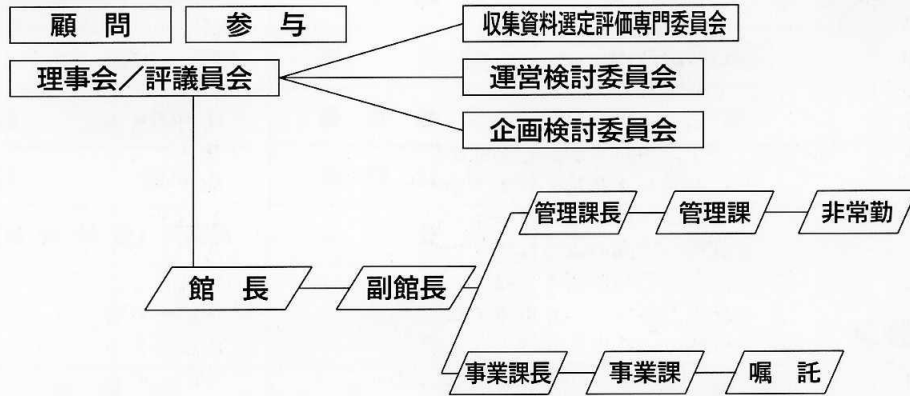 顧　問
参　与
収集資料選定評価専門委員会
理事会／評議員会
運営検討委員会
企画検討委員会
管理課長
管理課
非常勤
館　長
副館長
事業課長
事業課
嘱　託